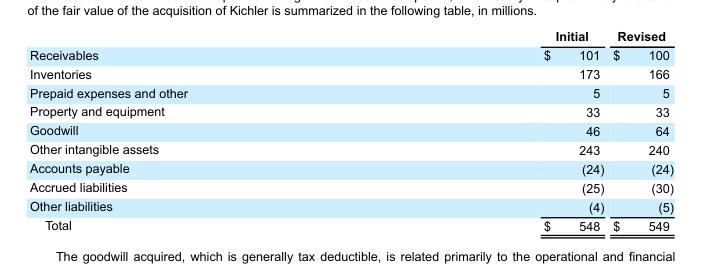 of the fair value of the acquisition of Kichler is summarized in the following table, in millions.
Initial Revised
Receivables $ 101 $ 100
Inventories 173 166
Prepaid expenses and other 5 5
Property and equipment 33 33
Goodwill 46 64
Other intangible assets 243 240
Accounts payable (24) (24)
Accrued liabilities (25) (30)
Other liabilities (4) (5)
Total $ 548 $ 549
The goodwill acquired, which is generally tax deductible, is related primarily to the operational and financial